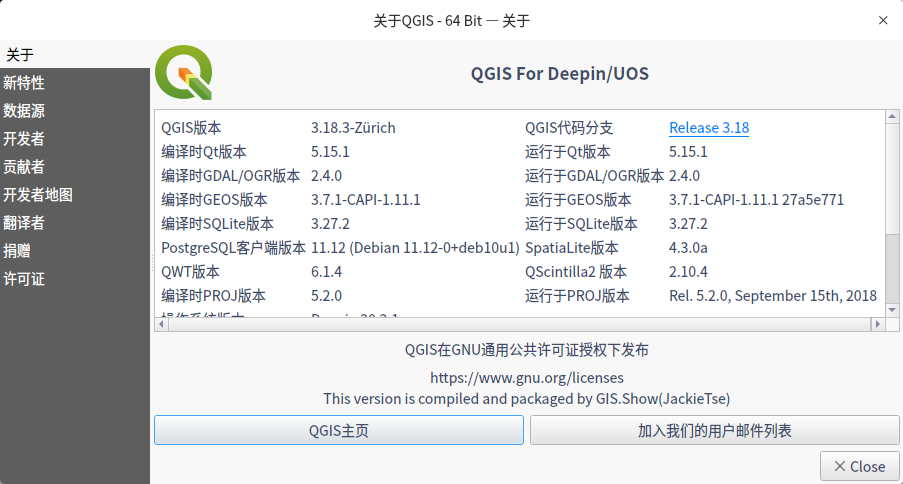 关于QGIS - 64 Bit — 关于
关于
新特性
数据源
开发者
贡献者
开发者地图
翻译者
捐赠
许可证
QGIS For Deepin/UOS
QGIS版本 3.18.3-Zürich QGIS代码分支 Release 3.18
编译时Qt版本 5.15.1 运行于Qt版本 5.15.1
编译时GDAL/OGR版本 2.4.0 运行于GDAL/OGR版本 2.4.0
编译时GEOS版本 3.7.1-CAPI-1.11.1 运行于GEOS版本 3.7.1-CAPI-1.11.1 27a5e771
编译时SQLite版本 3.27.2 运行于SQLite版本 3.27.2
PostgreSQL客户端版本 11.12 (Debian 11.12-0+deb10u1) SpatiaLite版本 4.3.0a
QWT版本 6.1.4 QScintilla2 版本 2.10.4
编译时PROJ版本 5.2.0 运行于PROJ版本 Rel. 5.2.0, September 15th, 2018
QGIS在GNU通用公共许可证授权下发布
https://www.gnu.org/licenses
This version is compiled and packaged by GIS.Show(JackieTse)
QGIS主页 加入我们的用户邮件列表
Close